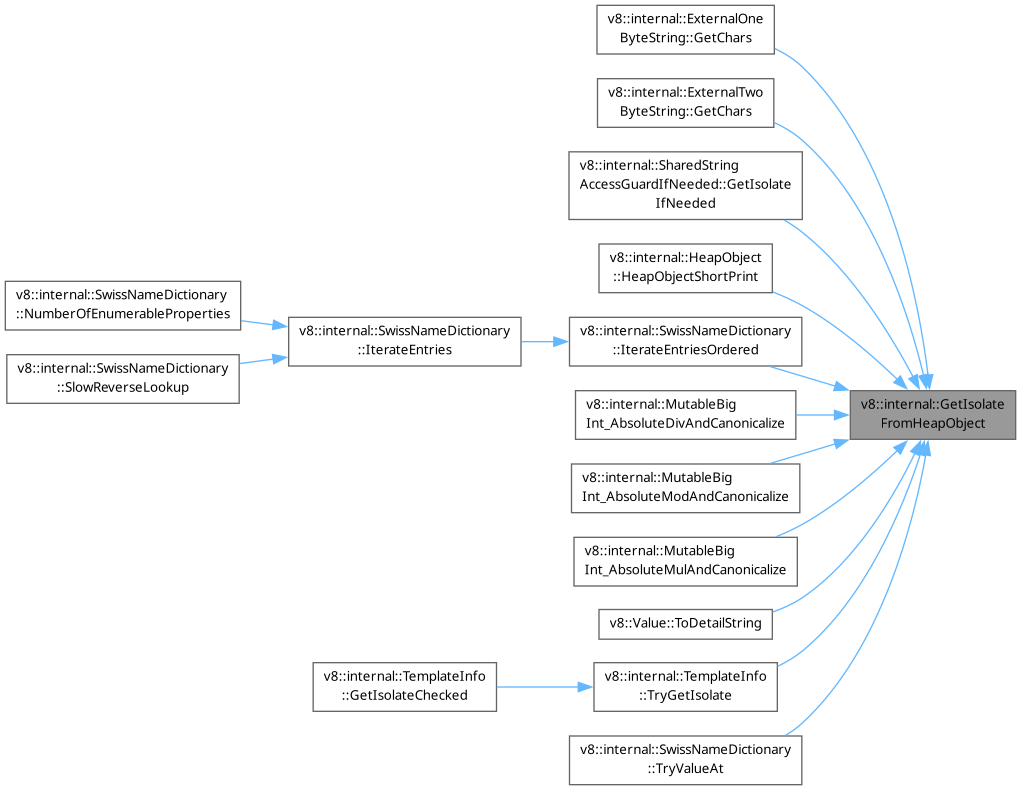 v8::internal::ExternalOne
ByteString::GetChars
v8::internal::ExternalTwo
ByteString::GetChars
v8::internal::SharedString
AccessGuardIfNeeded::GetIsolate
IfNeeded
v8::internal::HeapObject
::HeapObjectShortPrint
v8::internal::SwissNameDictionary
::NumberOfEnumerableProperties
v8::internal::SwissNameDictionary
::SlowReverseLookup
v8::internal::SwissNameDictionary
::IterateEntries
v8::internal::SwissNameDictionary
::IterateEntriesOrdered
v8::internal::GetIsolate
FromHeapObject
v8::internal::MutableBig
Int_AbsoluteDivAndCanonicalize
v8::internal::MutableBig
Int_AbsoluteModAndCanonicalize
v8::internal::MutableBig
Int_AbsoluteMulAndCanonicalize
v8::Value::ToDetailString
v8::internal::TemplateInfo
::GetIsolateChecked
v8::internal::TemplateInfo
::TryGetIsolate
v8::internal::SwissNameDictionary
::TryValueAt